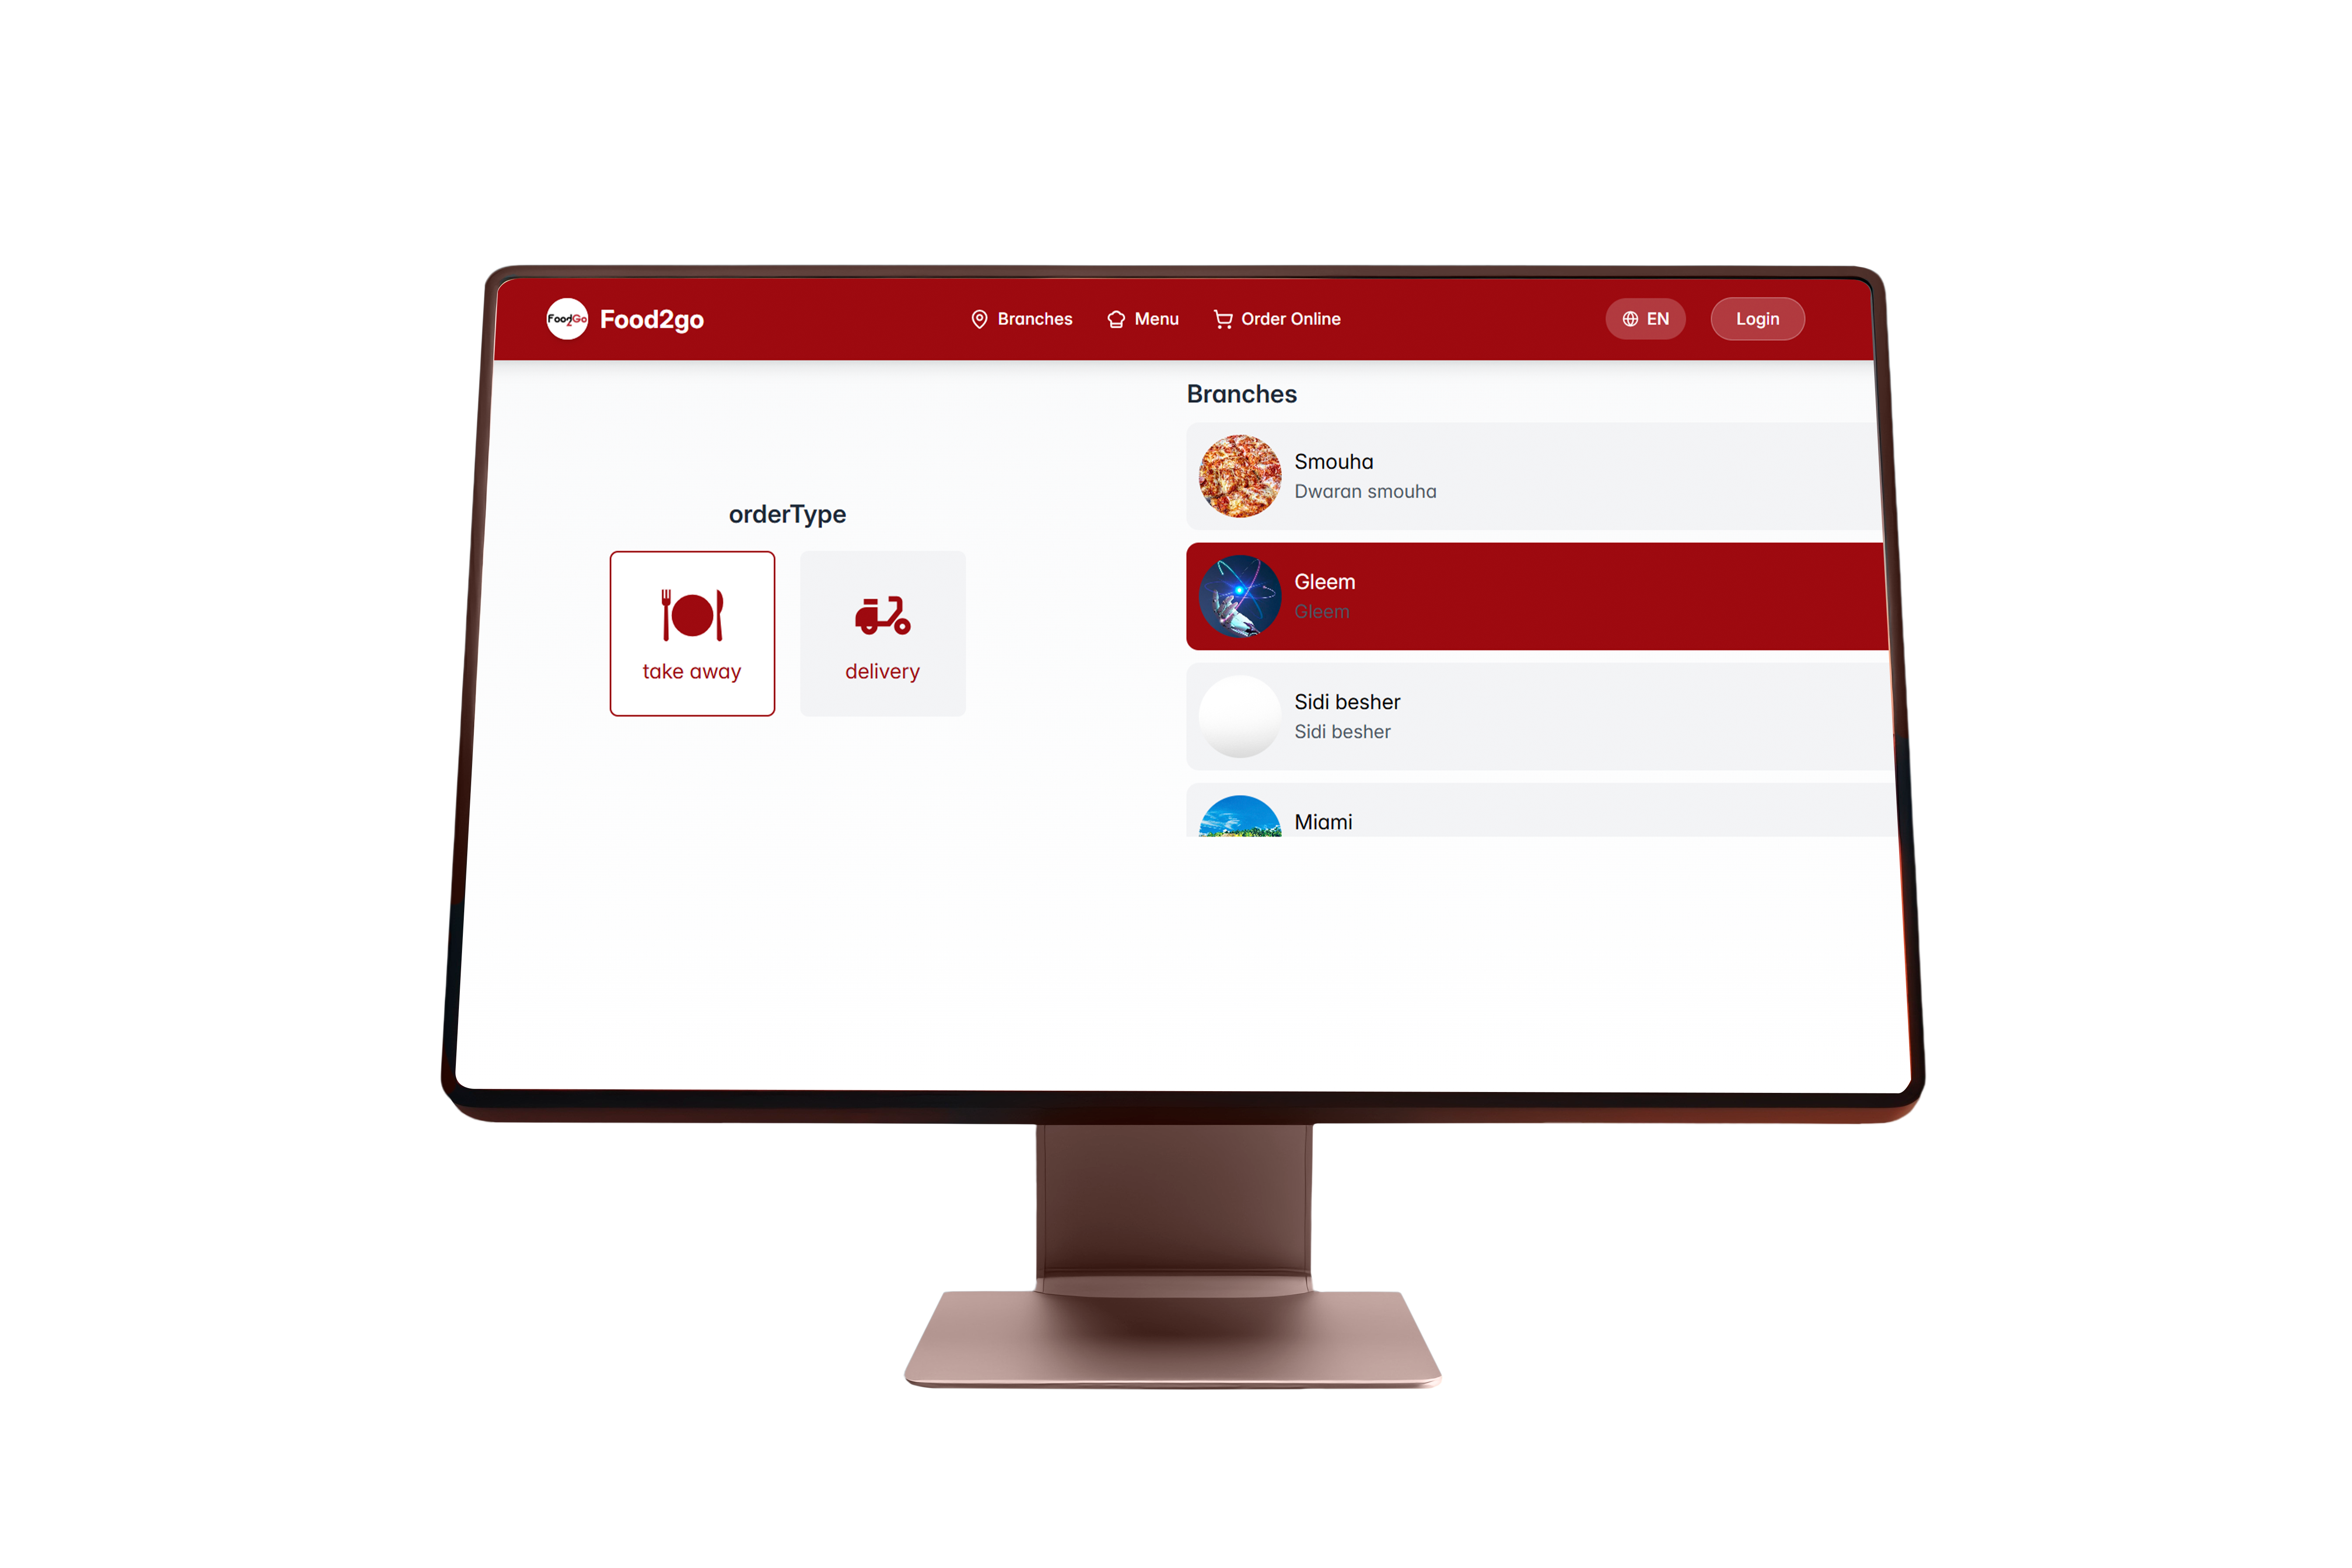 Food2Go
Food2go
Branches
Menu
Order Online
EN
Login
orderType
take away
delivery
Branches
Smouha
Dwaran smouha
Gleem
Gleem
Sidi besher
Sidi besher
Miami